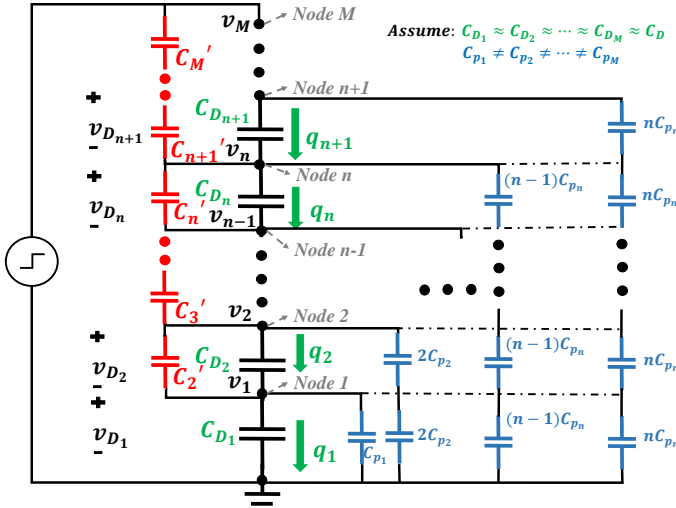 v_M
Node M
Assume: C_{D_1} ≈ C_{D_2} ≈ ⋯ ≈ C_{D_M} ≈ C_D
C_{p_1} ≠ C_{p_2} ≠ ⋯ ≠ C_{p_M}
C_M′
Node n+1
+
C_{D_{n+1}}
v_{D_{n+1}}
q_{n+1}
nC_{p_n}
-
C_{n+1}′
v_n
Node n
+
C_{D_n}
(n−1)C_{p_n}
v_{D_n}
C_n′
q_n
nC_{p_n}
-
v_{n−1}
Node n-1
C_3′
v_2
Node 2
+
C_{D_2}
q_2
2C_{p_2}
(n−1)C_{p_n}
nC_{p_n}
v_{D_2}
C_2′
-
v_1
Node 1
+
C_{D_1}
(n−1)C_{p_n}
v_{D_1}
q_1
C_{p_1}
2C_{p_2}
nC_{p_n}
-